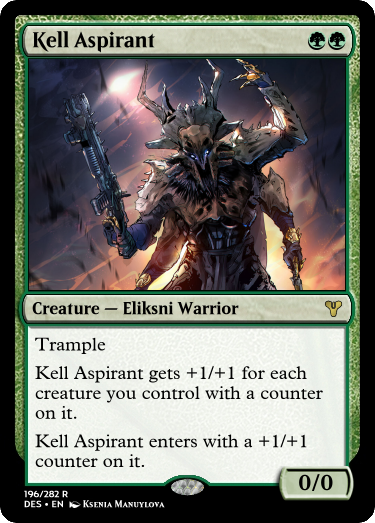 Kell Aspirant
Creature — Eliksni Warrior
Trample
Kell Aspirant gets +1/+1 for each
creature you control with a counter
on it.
Kell Aspirant enters with a +1/+1
counter on it.
0/0
196/282 R
DES • EN Ksenia Manuylova